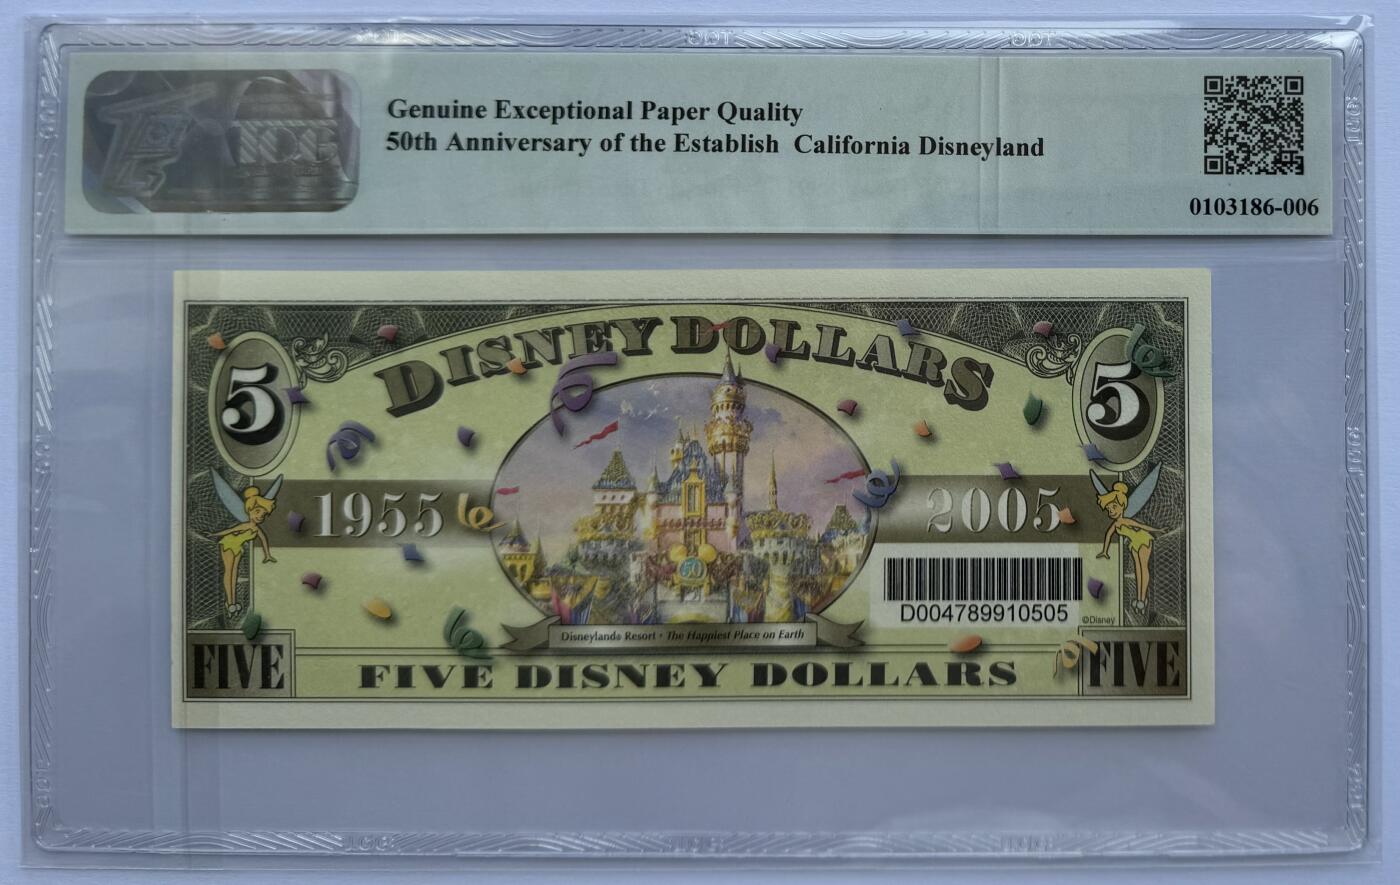 Genuine Exceptional Paper Quality
50th Anniversary of the Establish California Disneyland
0103186-006
DISNEY DOLLARS
5 5
1955 2005
50
D004789910505
©Disney
Disneyland® Resort • The Happiest Place on Earth
FIVE FIVE DISNEY DOLLARS FIVE